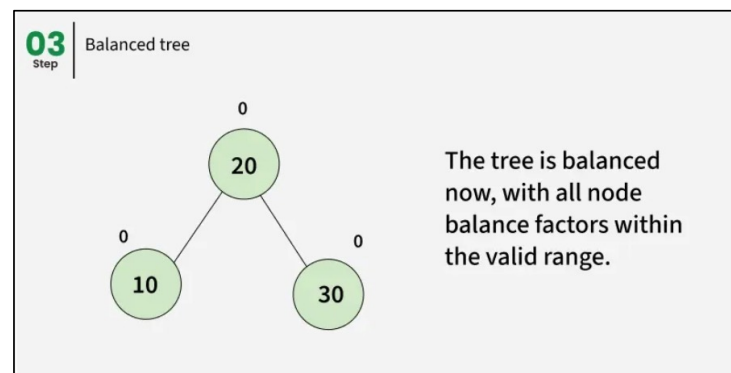 03
Step
Balanced tree
0
20
0
10
0
30
The tree is balanced
now, with all node
balance factors within
the valid range.